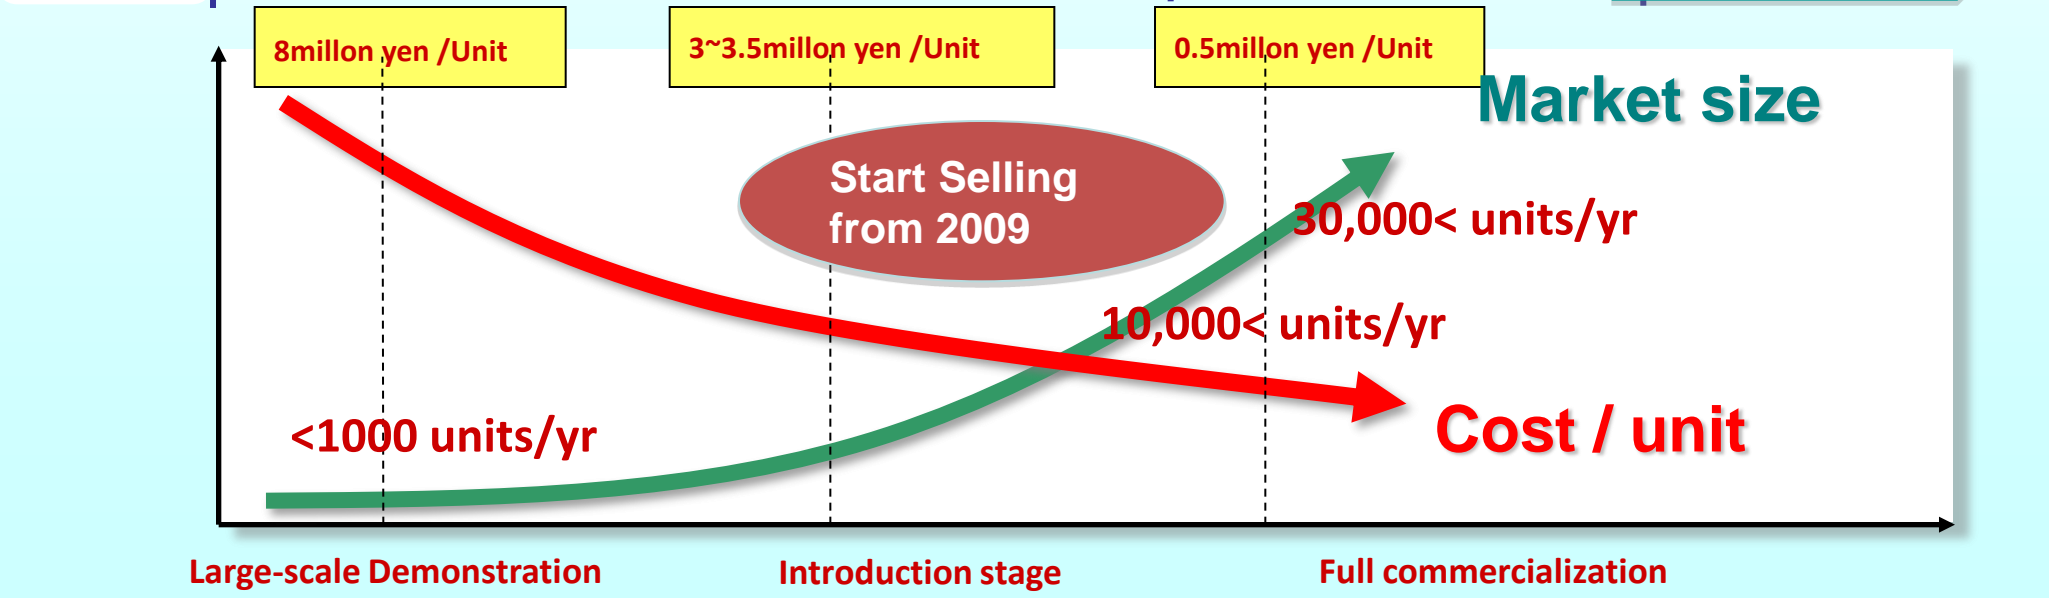 8millon yen /Unit
3~3.5millon yen /Unit
0.5millon yen /Unit
Market size
Start Selling
from 2009
30,000< units/yr
10,000< units/yr
<1000 units/yr
Cost / unit
Large-scale Demonstration
Introduction stage
Full commercialization